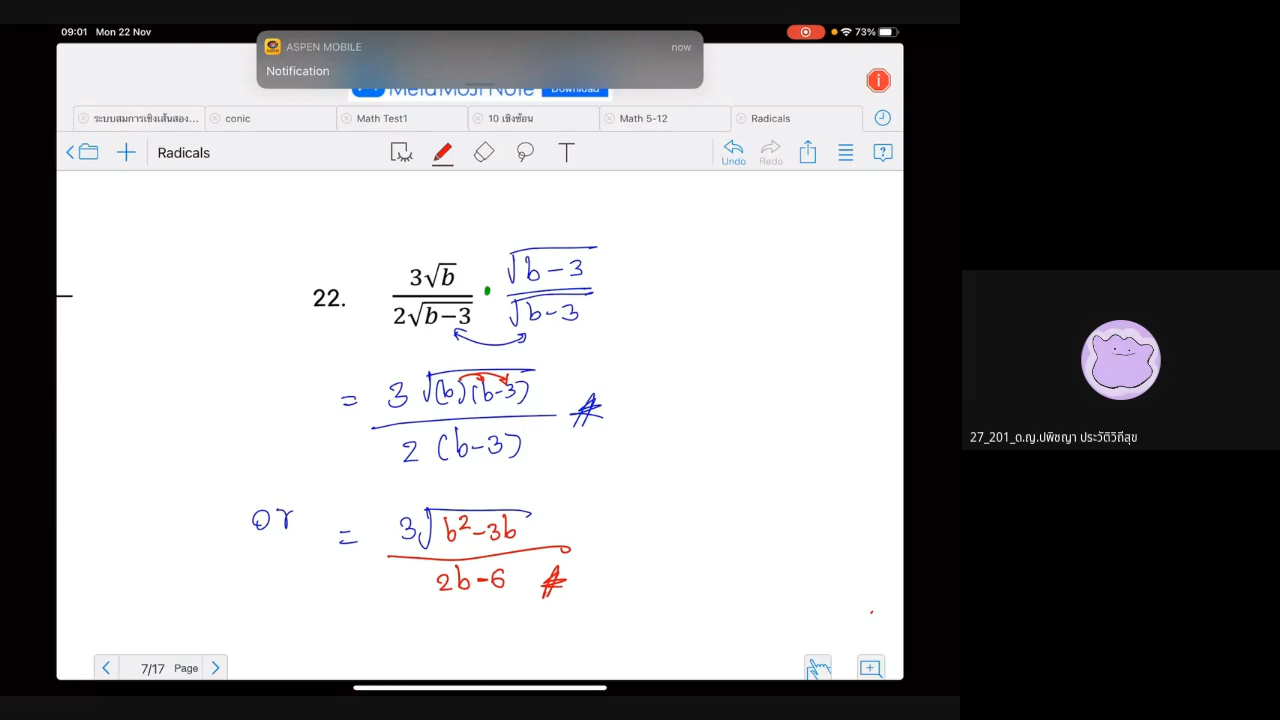 09:01 Mon 22 Nov
73%
ASPEN MOBILE
now
Notification
MetaMoJi Note
Download
ระบบสมการเชิงเส้นสอง...
conic
Math Test1
10 เชิงซ้อน
Math 5-12
Radicals
Radicals
T
Undo
Redo
22. 3√b / 2√(b−3) · √(b−3) / √(b−3)
= 3√((b)(b-3)) / 2(b-3)
or = 3√(b²-3b) / 2b-6
27_201_ด.ญ.ปพิชญา ประวัติวิถีสุข
7/17 Page